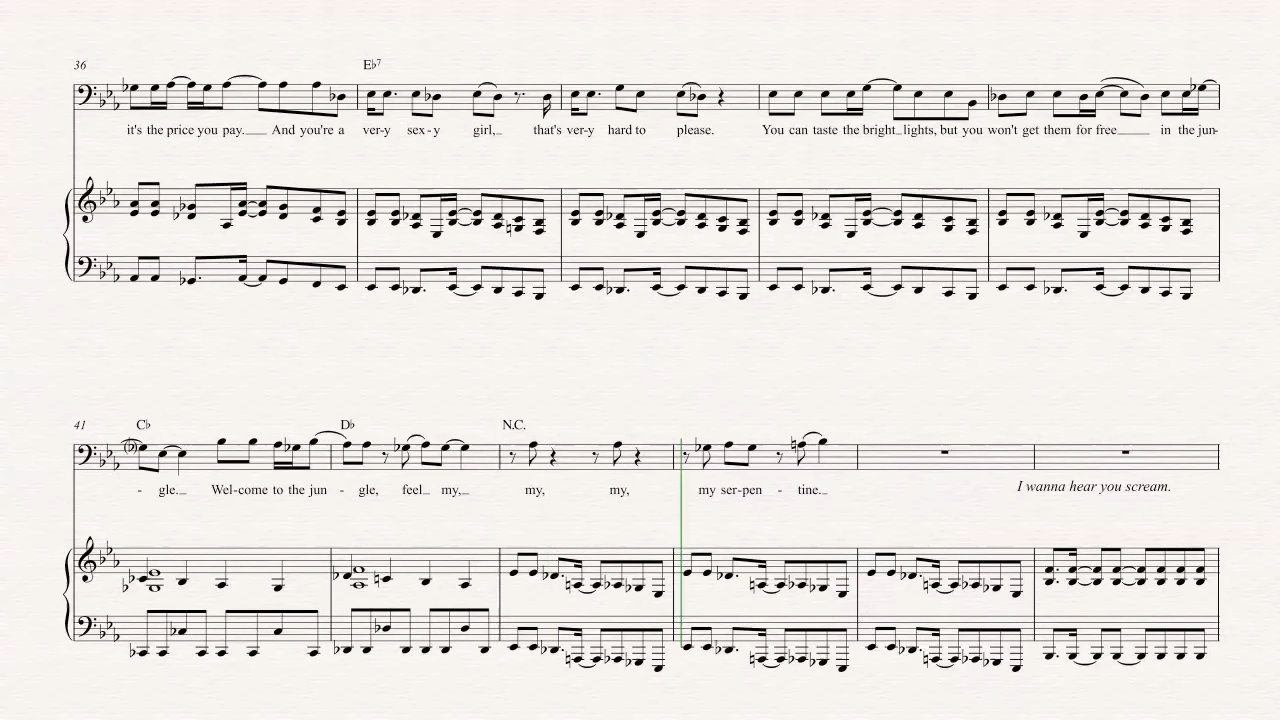 36
E♭7
it's the price you pay. And you're a ver-y sex-y girl, that's ver-y hard to please. You can taste the bright lights, but you won't get them for free in the jun-
41
C♭ D♭ N.C.
- gle. Wel-come to the jun - gle, feel my, my, my, my ser-pen - tine. I wanna hear you scream.